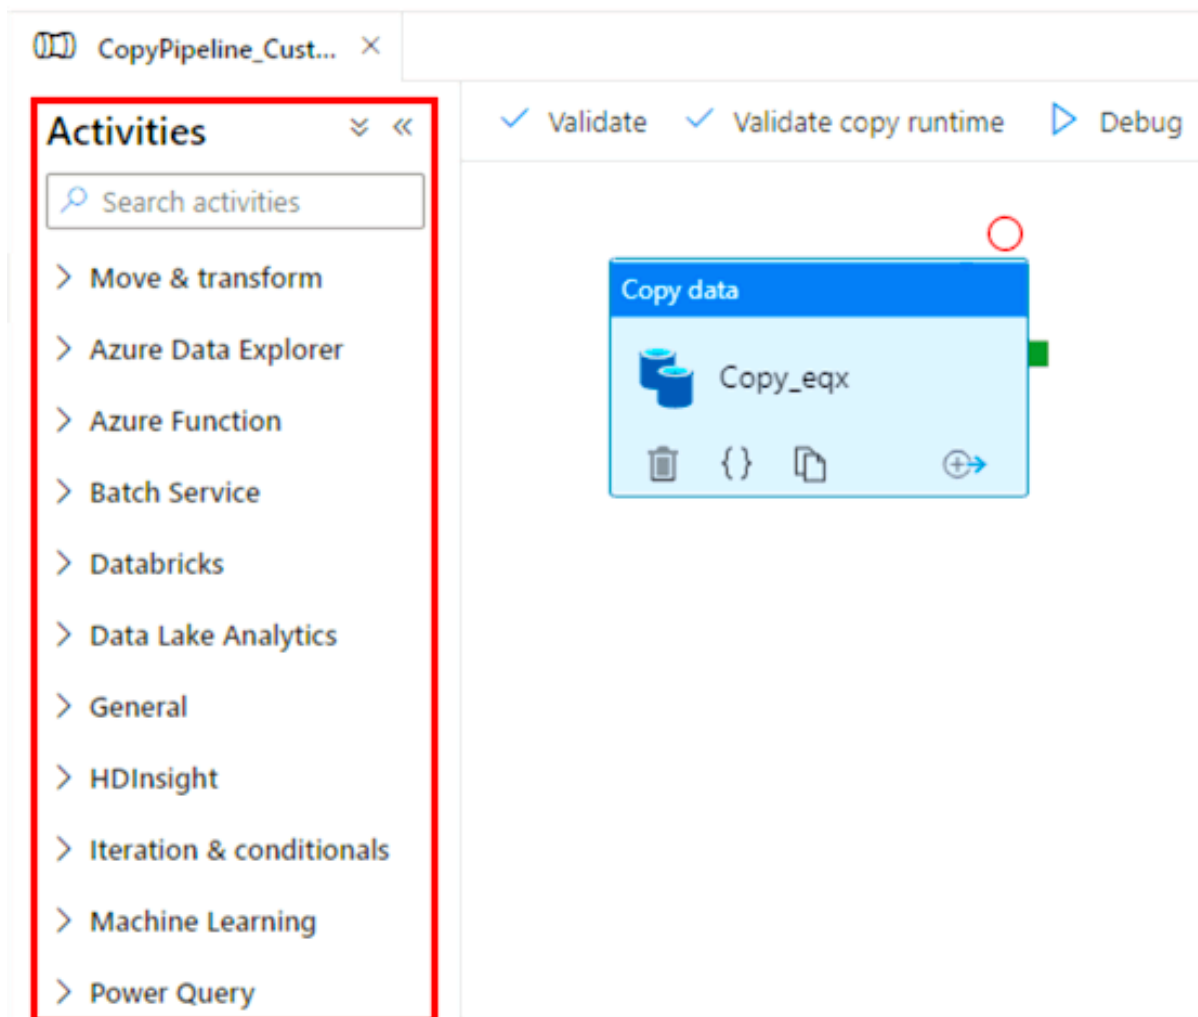 CopyPipeline_Cust...
Activities
Search activities
Move & transform
Azure Data Explorer
Azure Function
Batch Service
Databricks
Data Lake Analytics
General
HDInsight
Iteration & conditionals
Machine Learning
Power Query
Validate
Validate copy runtime
Debug
Copy data
Copy_eqx
{}